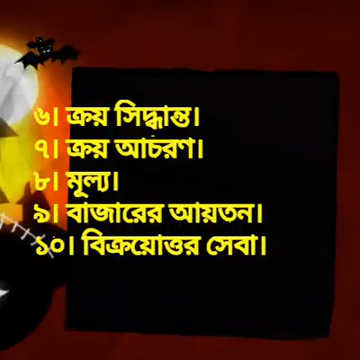 ৬। ক্রয় সিদ্ধান্ত।
৭। ক্রয় আচরণ।
৮। মূল্য।
৯। বাজারের আয়তন।
১০। বিক্রয়োত্তর সেবা।